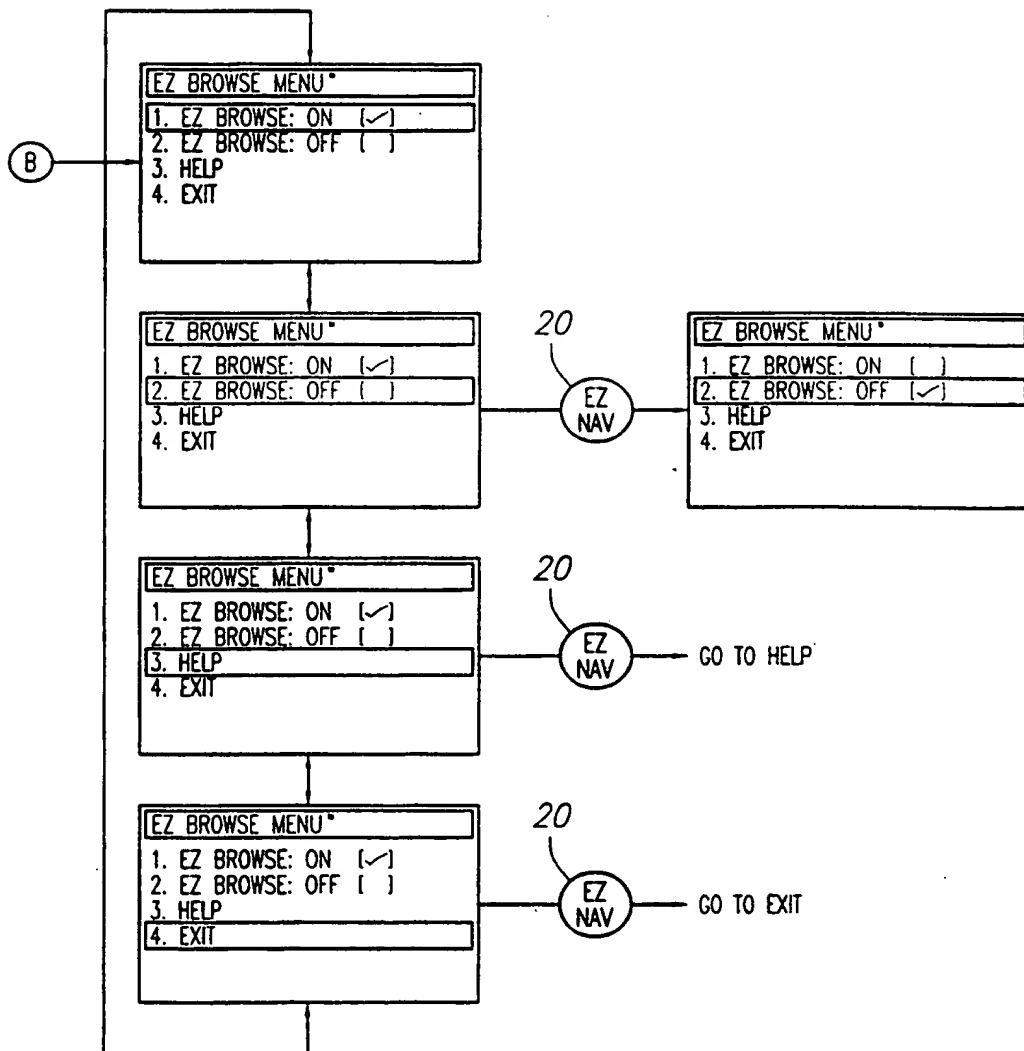 EZ BROWSE MENU*
1. EZ BROWSE: ON [✓]
2. EZ BROWSE: OFF [ ]
3. HELP
4. EXIT
B
EZ BROWSE MENU*
1. EZ BROWSE: ON [✓]
2. EZ BROWSE: OFF [ ]
3. HELP
4. EXIT
20
EZ
NAV
EZ BROWSE MENU*
1. EZ BROWSE: ON [ ]
2. EZ BROWSE: OFF [✓]
3. HELP
4. EXIT
EZ BROWSE MENU*
1. EZ BROWSE: ON [✓]
2. EZ BROWSE: OFF [ ]
3. HELP
4. EXIT
20
EZ
NAV
GO TO HELP
EZ BROWSE MENU*
1. EZ BROWSE: ON [✓]
2. EZ BROWSE: OFF [ ]
3. HELP
4. EXIT
20
EZ
NAV
GO TO EXIT